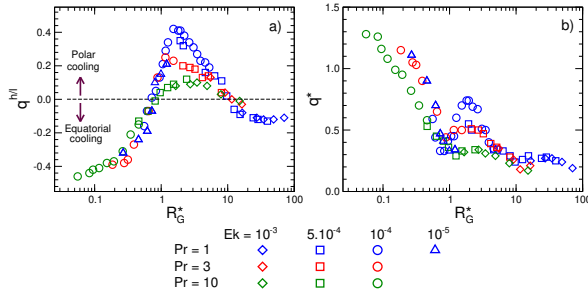 a)
q^{h/l}
0.4
0.2
0.0
-0.2
-0.4
Polar
cooling
Equatorial
cooling
0.1 1 10 100
R_G^*
b)
q^*
1.5
1.0
0.5
0.0
0.1 1 10 100
R_G^*
Ek = 10^{-3} 5.10^{-4} 10^{-4} 10^{-5}
Pr = 1
Pr = 3
Pr = 10